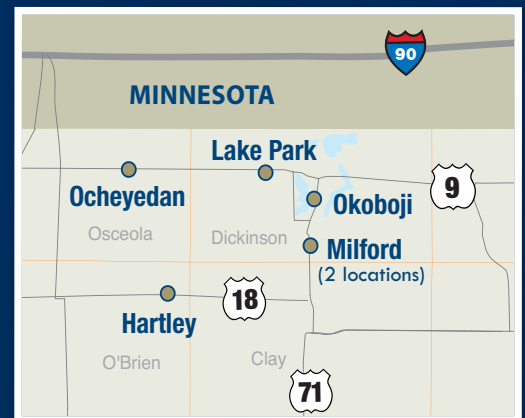 90
MINNESOTA
Lake Park
Ocheyedan
9
Okoboji
Osceola
Dickinson
Milford
(2 locations)
18
Hartley
O'Brien
Clay
71